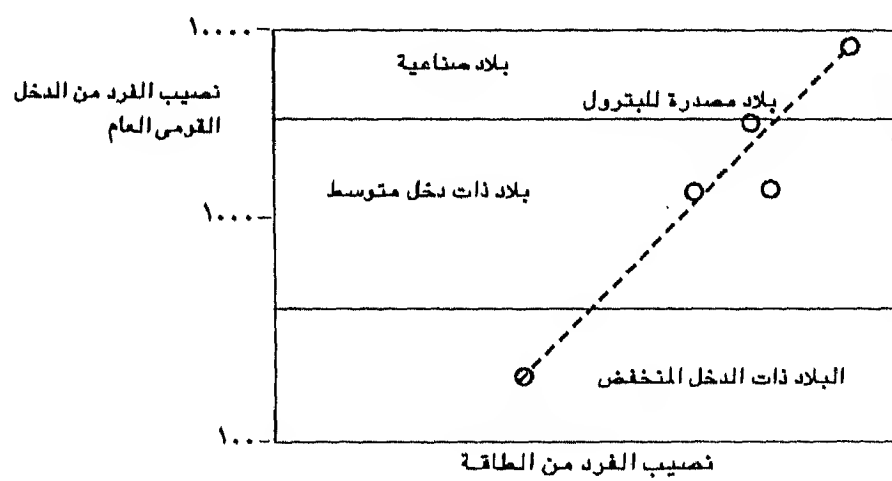 ١٠٠٠٠
بلاد صناعية
نصيب الفرد من الدخل
القومى العام
بلاد مصدرة للبترول
بلاد ذات دخل متوسط
١٠٠٠
البلاد ذات الدخل المنخفض
١٠٠
نصيب الفرد من الطاقة